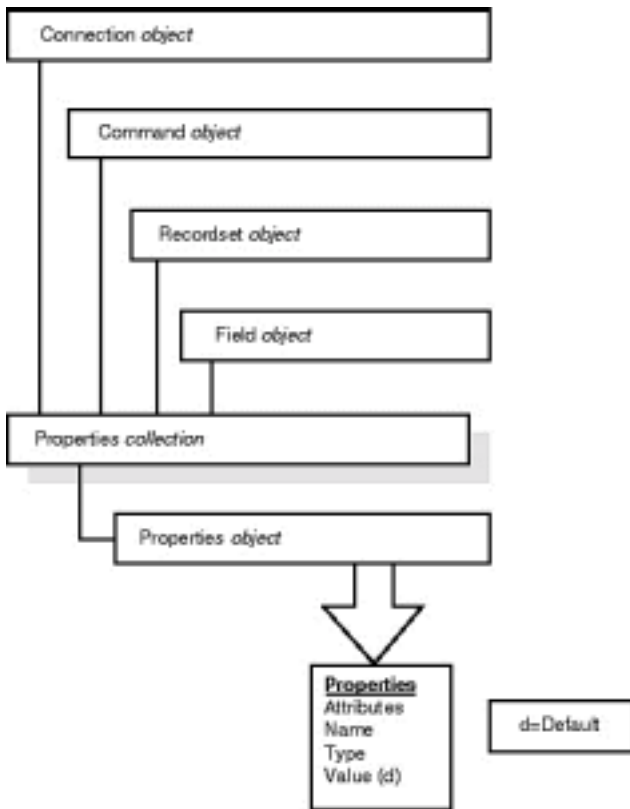 Connection object
Command object
Recordset object
Field object
Properties collection
Properties object
Properties
Attributes
Name
Type
Value (d)
d=Default